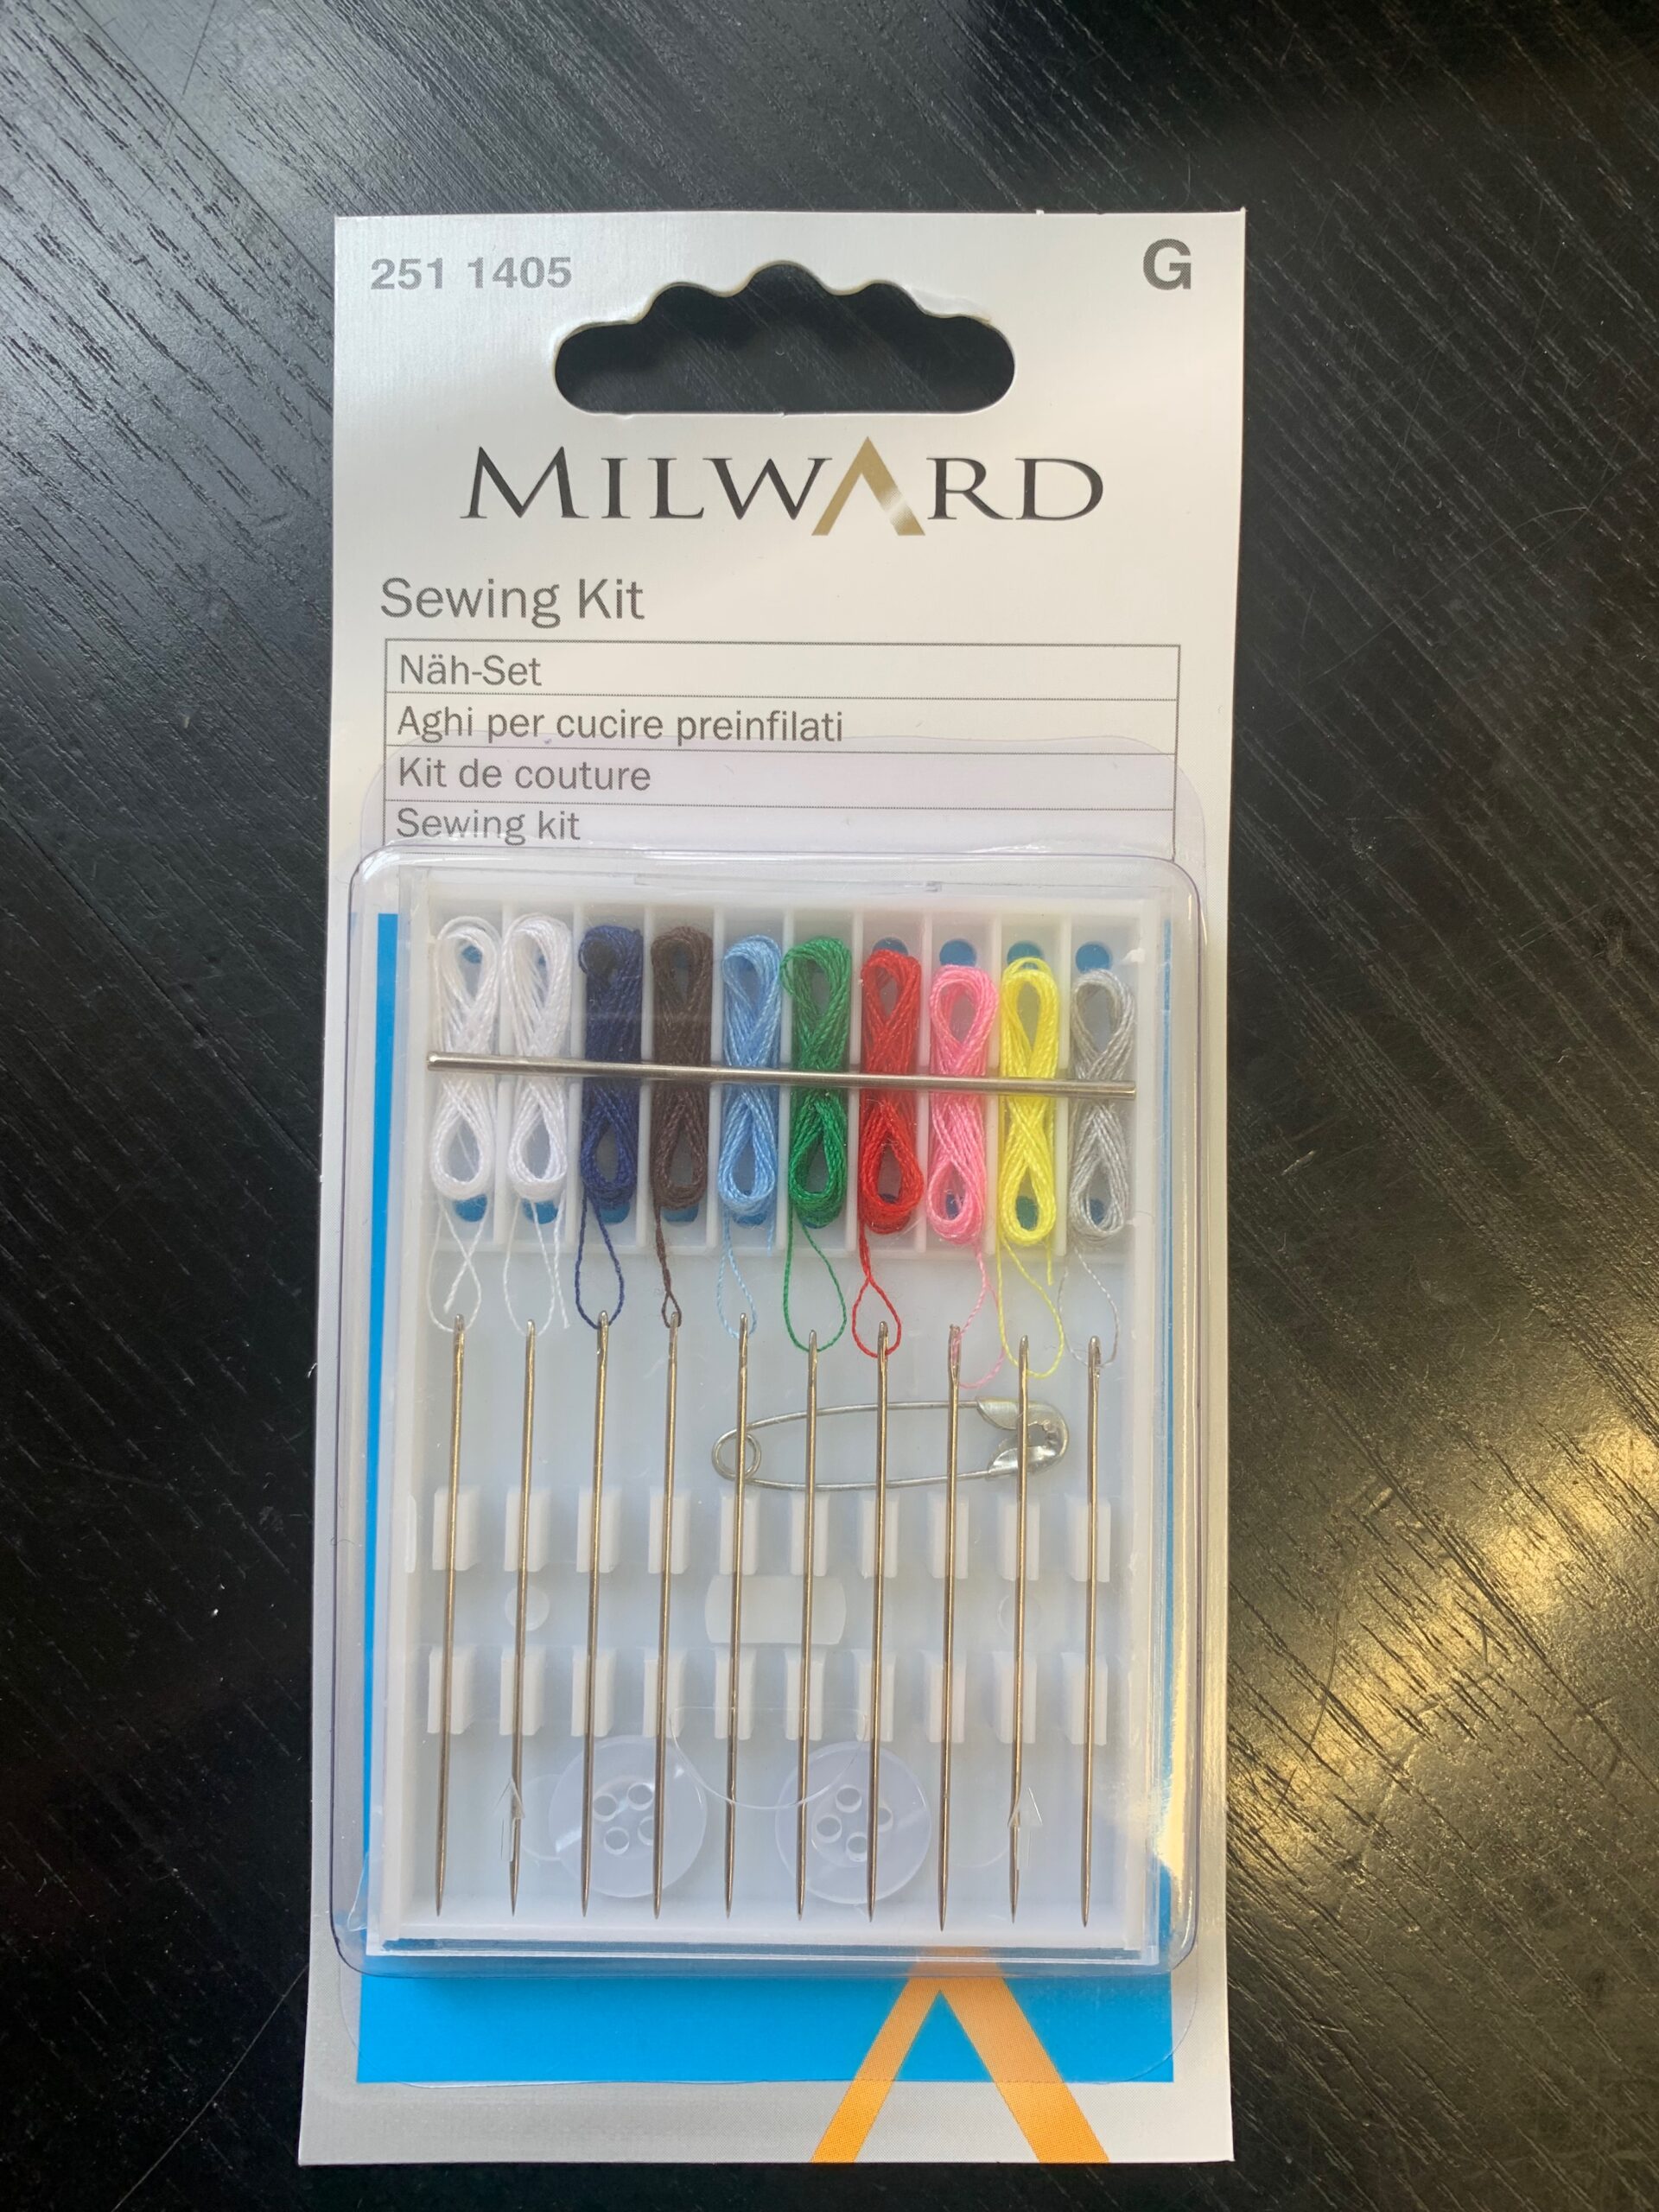 251 1405
G
MILWARD
Sewing Kit
Näh-Set
Aghi per cucire preinfilati
Kit de couture
Sewing kit